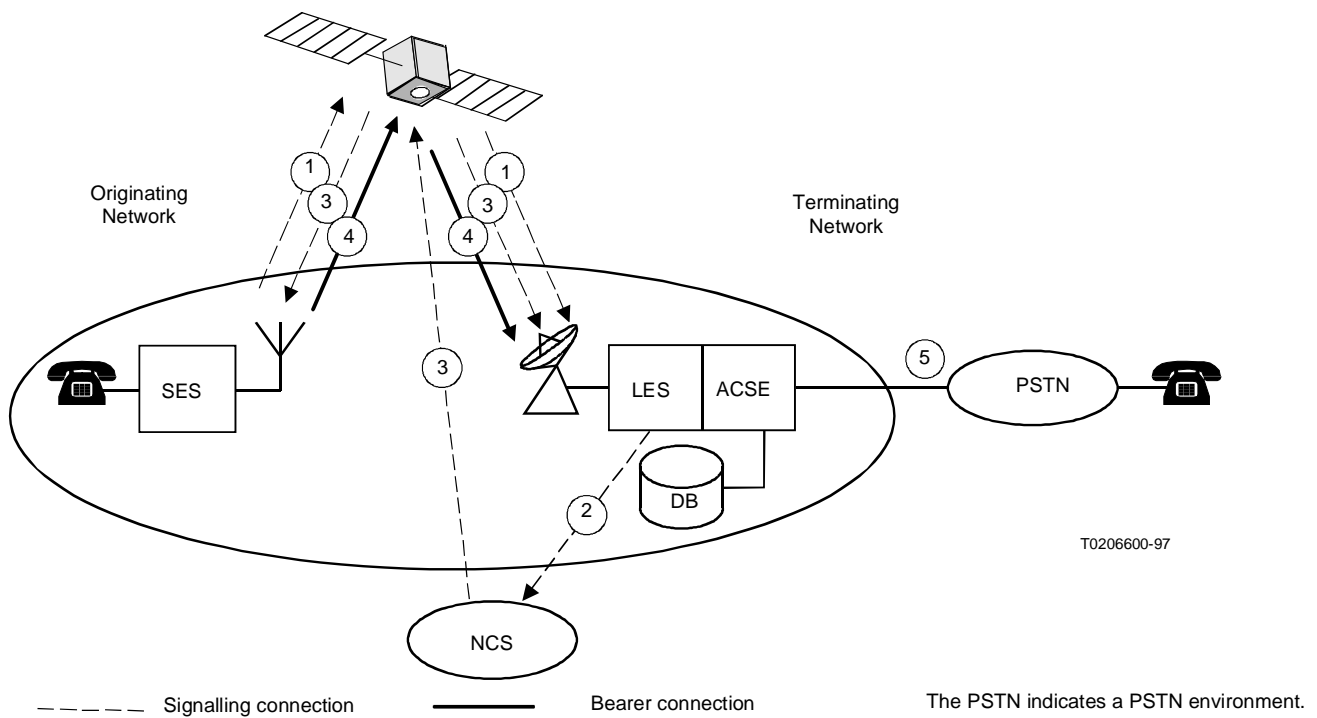 1
1
Originating
Network
3
3
Terminating
Network
4
4
3
5
SES
LES
ACSE
PSTN
DB
2
T0206600-97
NCS
Signalling connection
Bearer connection
The PSTN indicates a PSTN environment.